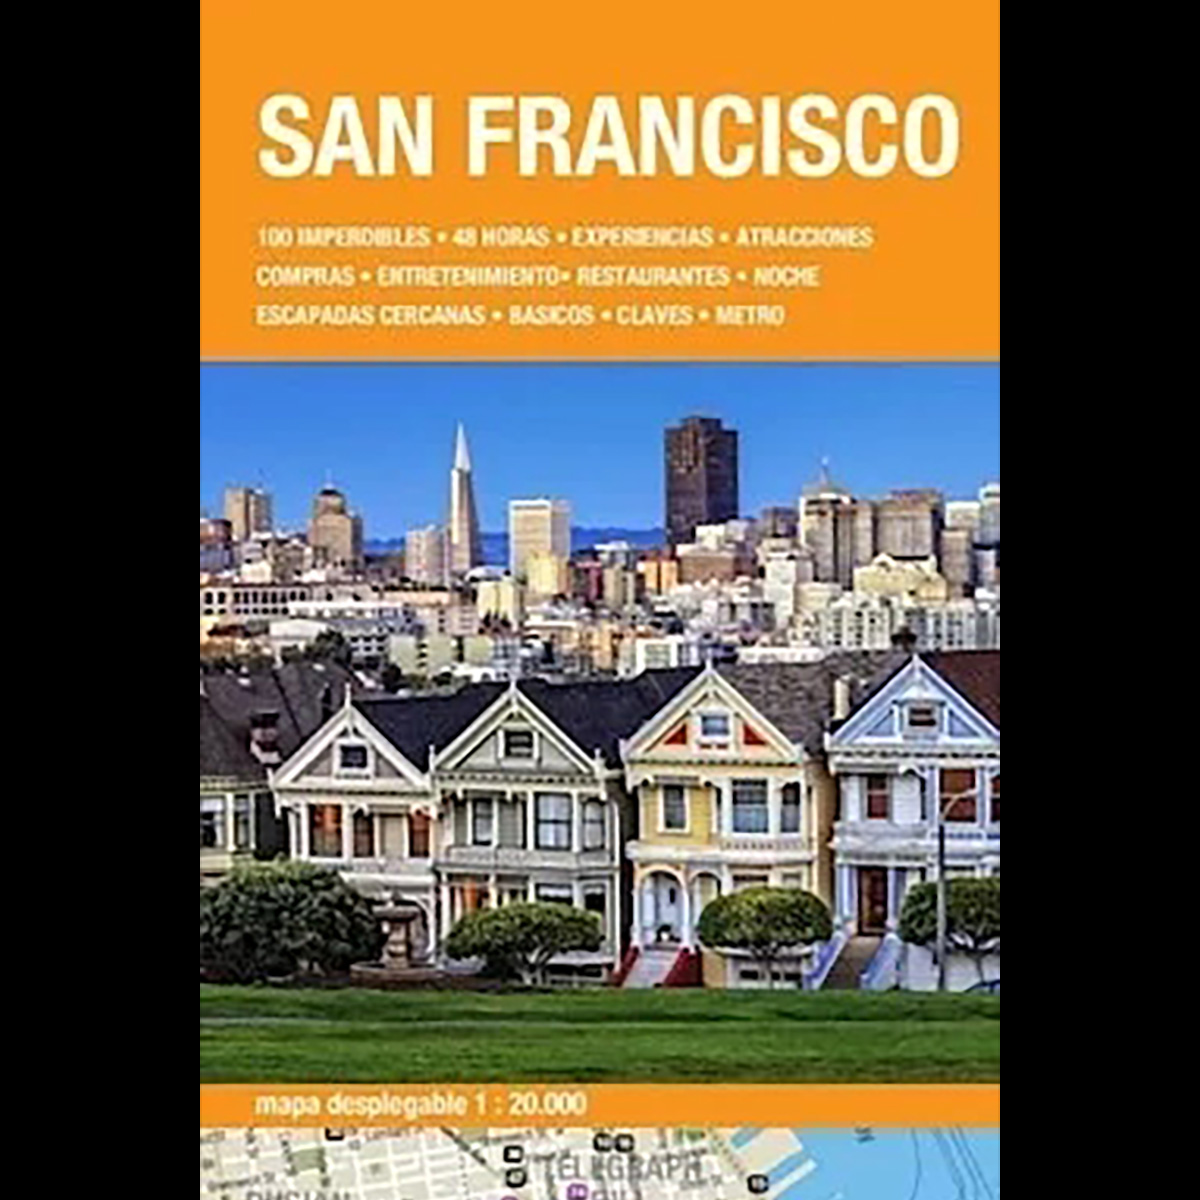 SAN FRANCISCO
100 IMPERDIBLES • 48 HORAS • EXPERIENCIAS • ATRACCIONES
COMPRAS • ENTRETENIMIENTO • RESTAURANTES • NOCHE
ESCAPADAS CERCANAS • BASICOS • CLAVES • METRO
mapa desplegable 1 : 20.000
TELEGRAPH